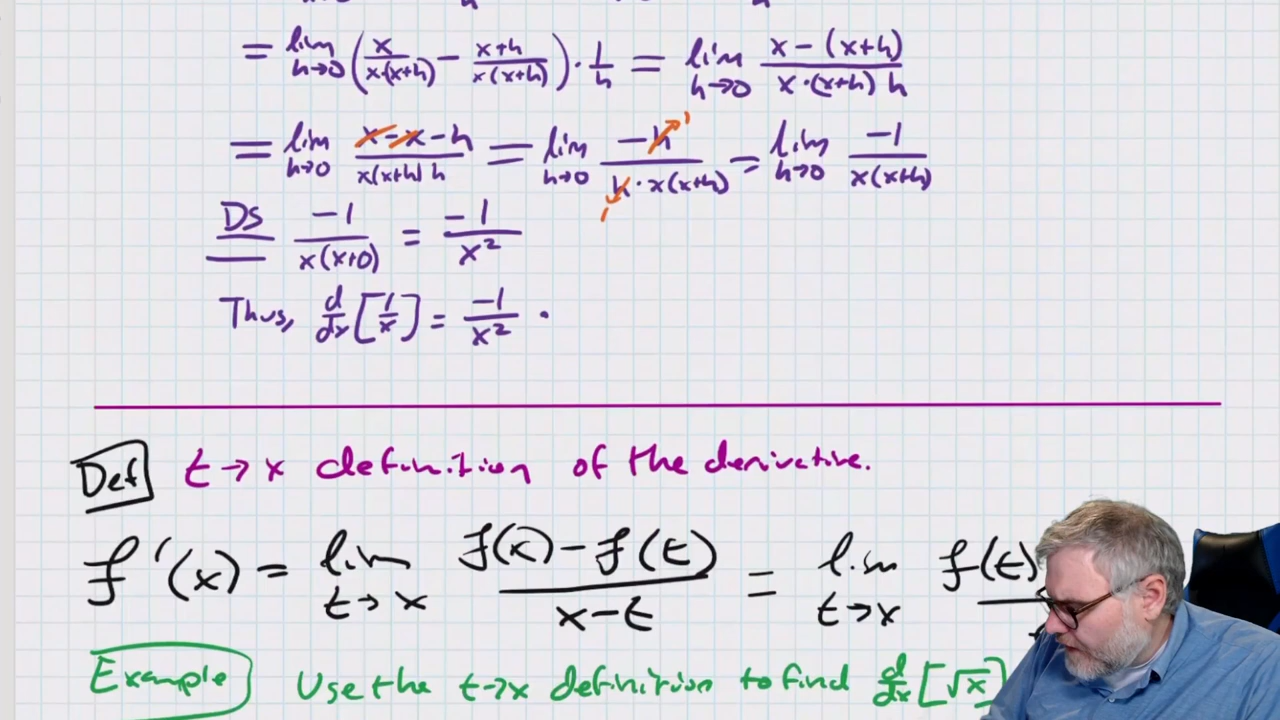 = lim h→0 (x/(x·(x+h)) - (x+h)/(x(x+h))) · 1/h = lim h→0 (x-(x+h))/(x·(x+h) h)
= lim h→0 (x-x-h)/(x(x+h) h) = lim h→0 (-h)/(h·x(x+h)) = lim h→0 -1/(x(x+h))
DS -1/(x(x+0)) = -1/x²
Thus, d/dx [1/x] = -1/x² .
Def t→x definition of the derivative.
f'(x) = lim t→x (f(x)-f(t))/(x-t) = lim t→x f(t)
Example Use the t→x definition to find d/dx [√x]